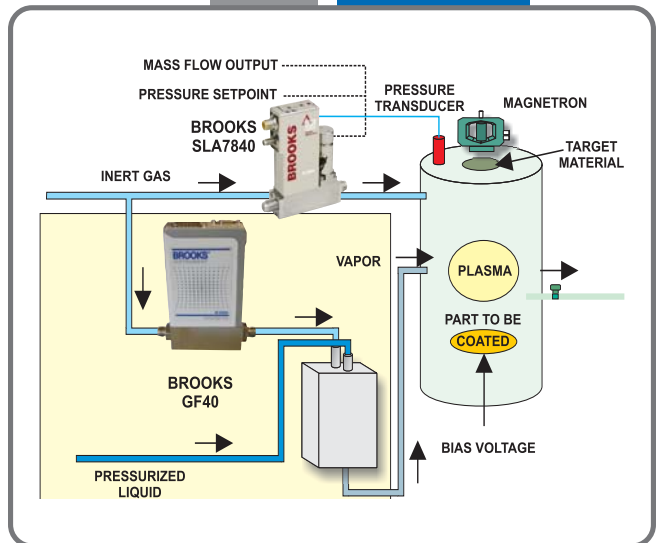 MASS FLOW OUTPUT
PRESSURE SETPOINT
BROOKS
SLA7840
BROOKS
PRESSURE
TRANSDUCER
MAGNETRON
TARGET
MATERIAL
INERT GAS
BROOKS
VAPOR
PLASMA
PART TO BE
COATED
BROOKS
GF40
BIAS VOLTAGE
PRESSURIZED
LIQUID